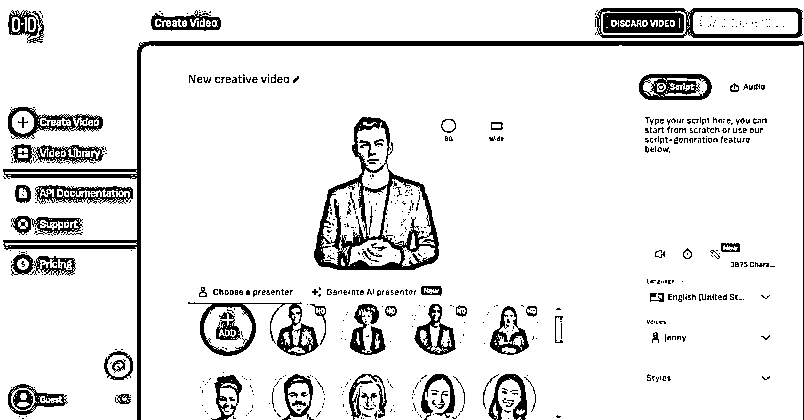 D-ID
Create Video
DISCARD VIDEO
Create Video
Video Library
API Documentation
Support
Pricing
Guest
New creative video
BG
Wide
Choose a presenter
Generate AI presenter
New
ADD
HQ
HQ
HQ
HQ
Script
Audio
Type your script here, you can
start from scratch or use our
script-generation feature
below.
New
3875 Chara...
Language
English (United St...
Voices
Jenny
Styles